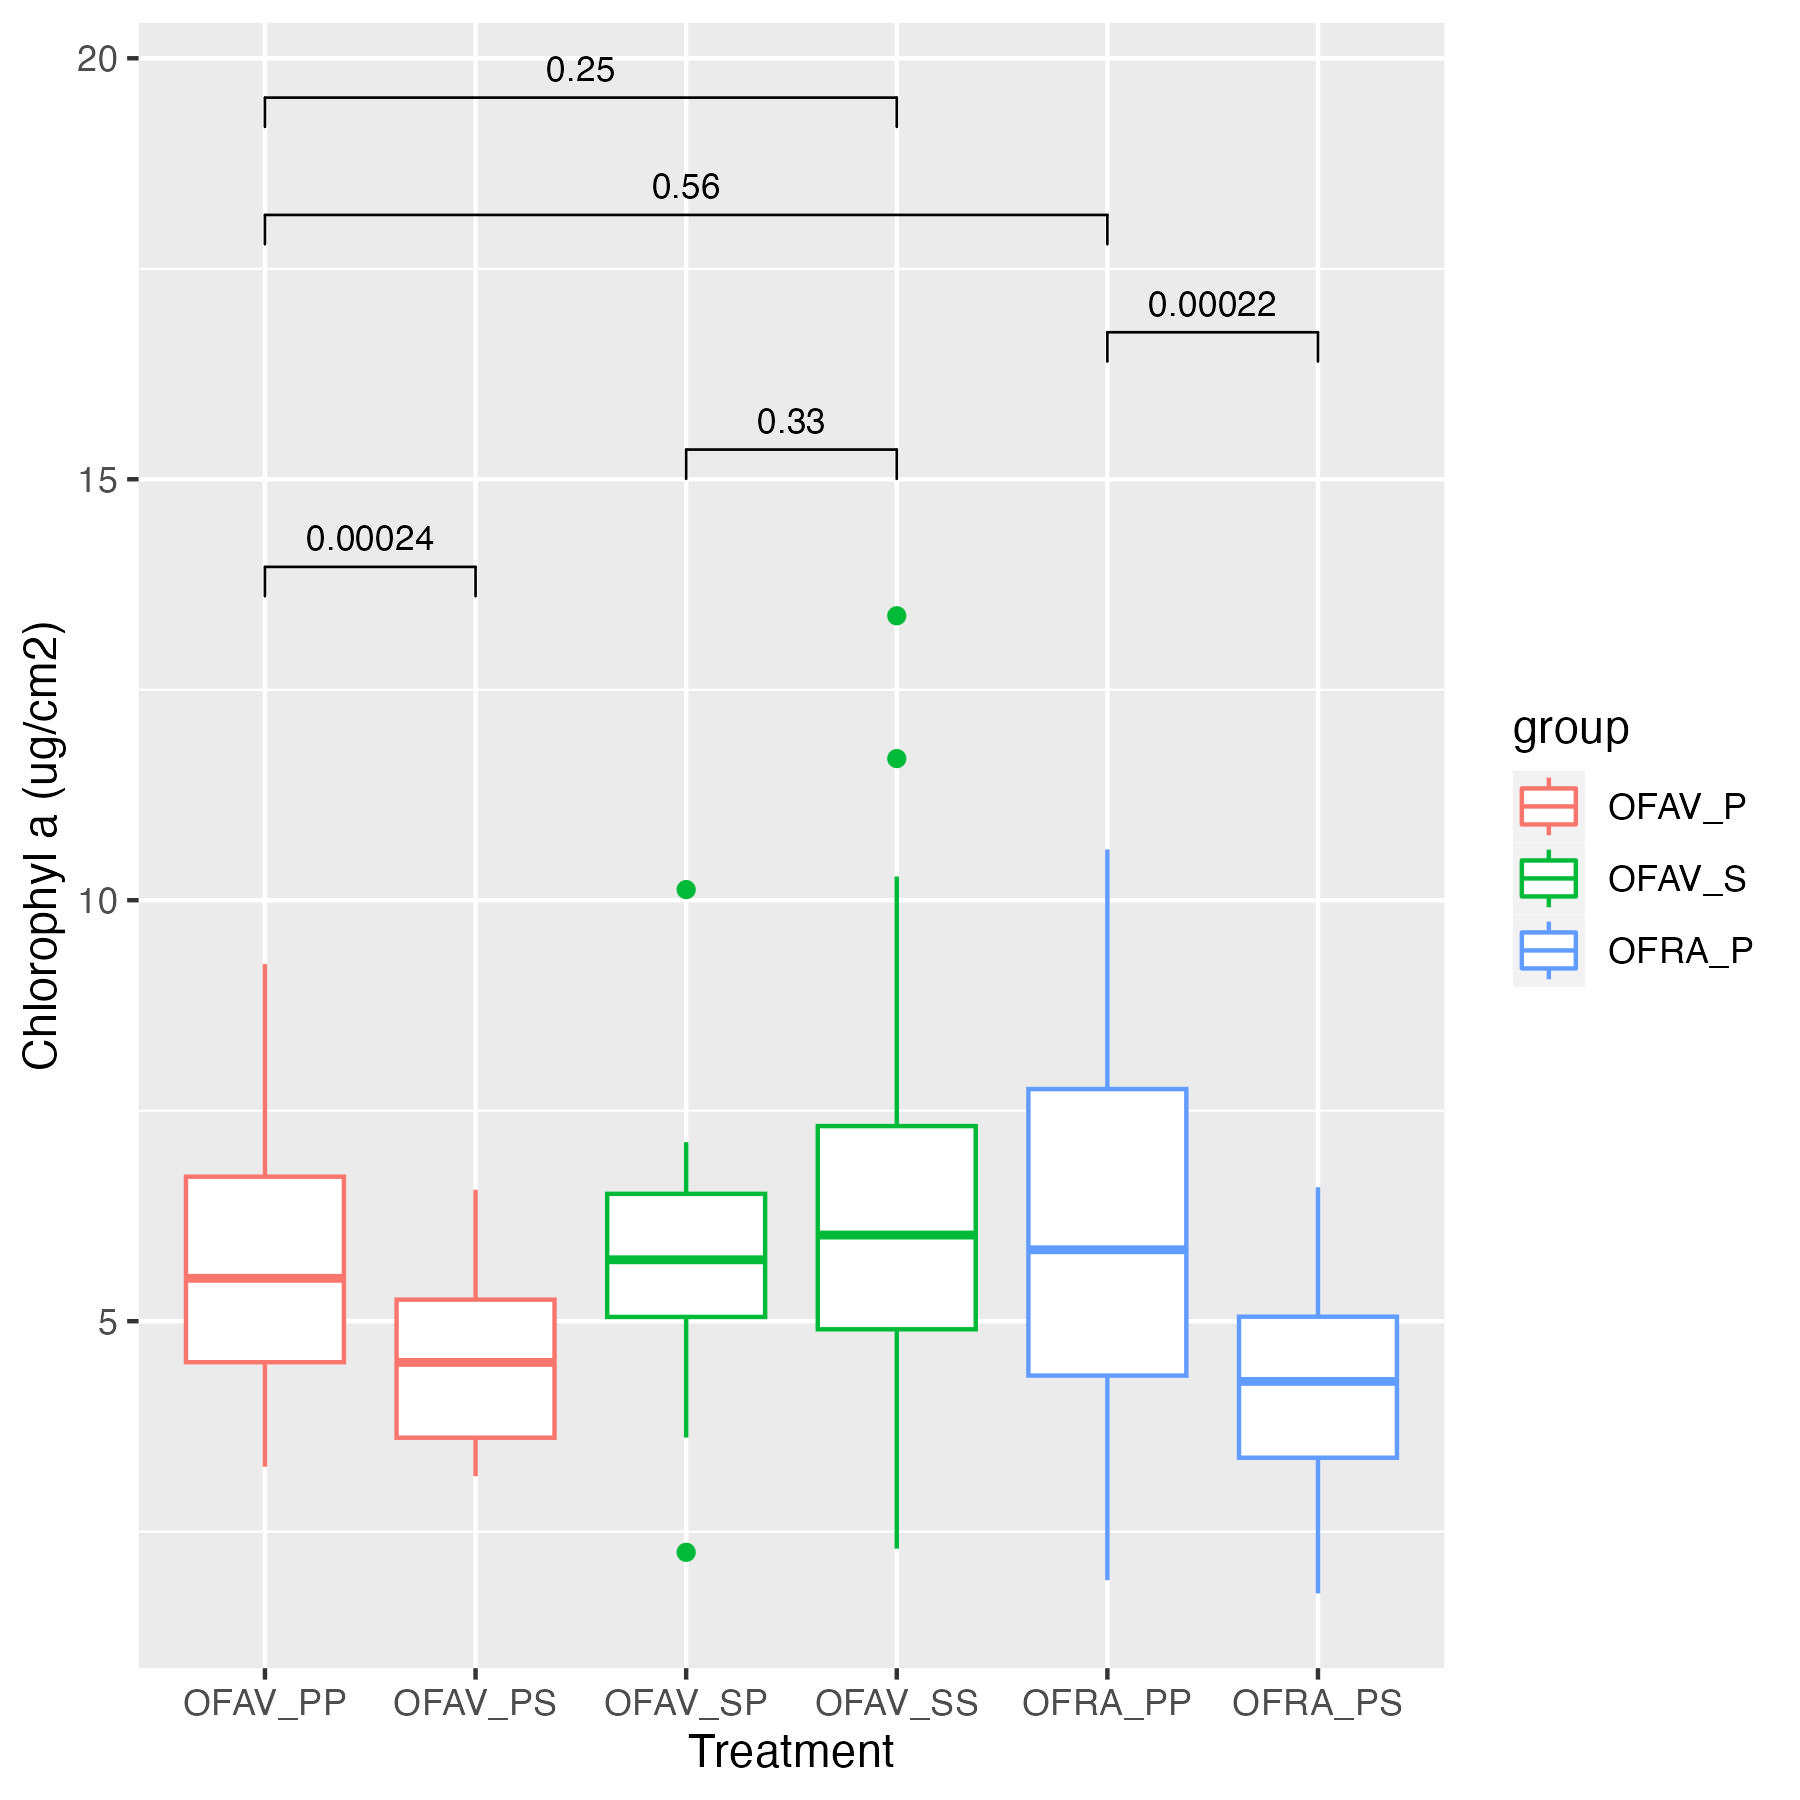 20
0.25
0.56
0.00022
0.33
15
0.00024
Chlorophyl a (ug/cm2)
group
OFAV_P
OFAV_S
10
OFRA_P
5
OFAV_PP OFAV_PS OFAV_SP OFAV_SS OFRA_PP OFRA_PS
Treatment